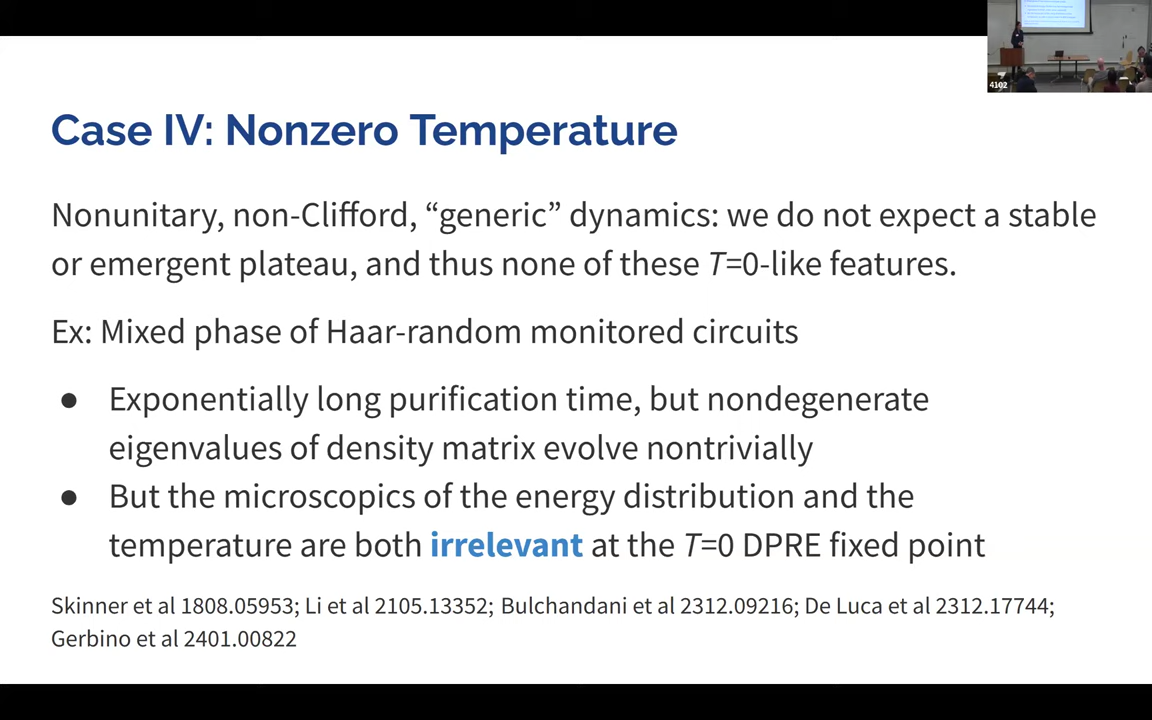 4102
Case IV: Nonzero Temperature
Nonunitary, non-Clifford, “generic” dynamics: we do not expect a stable
or emergent plateau, and thus none of these T=0-like features.
Ex: Mixed phase of Haar-random monitored circuits
● Exponentially long purification time, but nondegenerate
eigenvalues of density matrix evolve nontrivially
● But the microscopics of the energy distribution and the
temperature are both irrelevant at the T=0 DPRE fixed point
Skinner et al 1808.05953; Li et al 2105.13352; Bulchandani et al 2312.09216; De Luca et al 2312.17744;
Gerbino et al 2401.00822